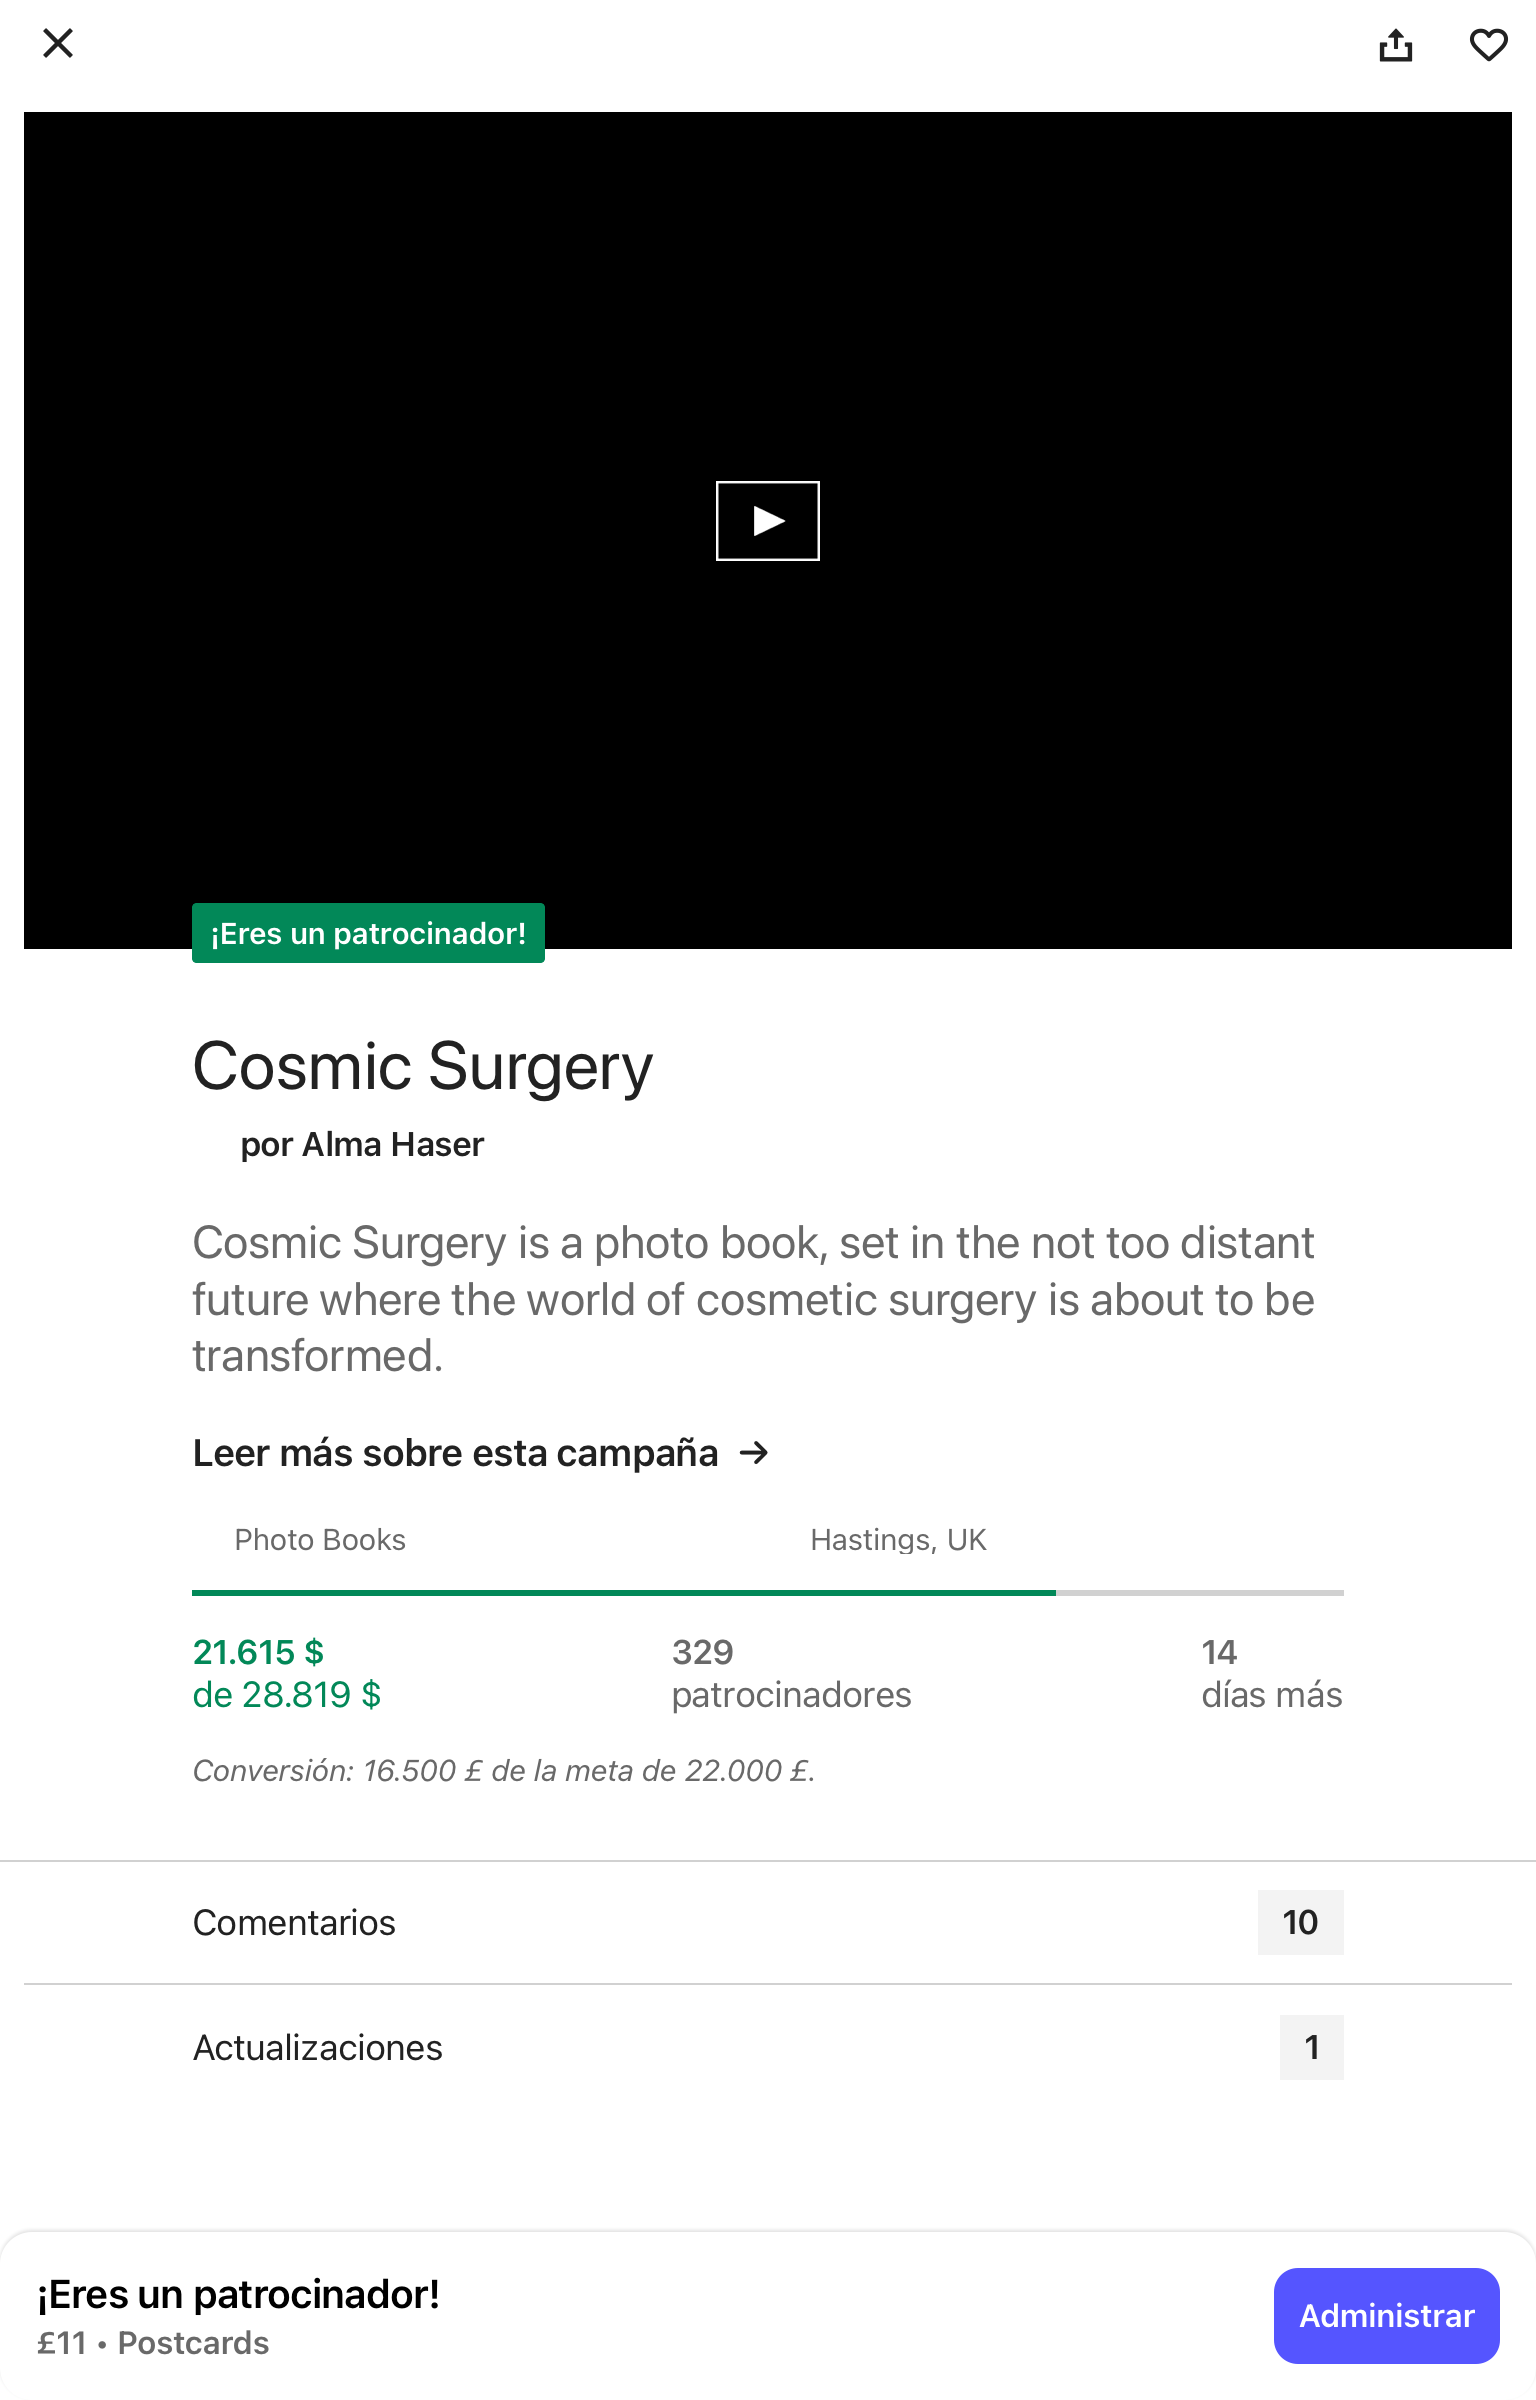 ¡Eres un patrocinador!
Cosmic Surgery
por Alma Haser
Cosmic Surgery is a photo book, set in the not too distant
future where the world of cosmetic surgery is about to be
transformed.
Leer más sobre esta campaña →
Photo Books
Hastings, UK
21.615 $
de 28.819 $
329
patrocinadores
14
días más
Conversión: 16.500 £ de la meta de 22.000 £.
Comentarios
10
Actualizaciones
1
¡Eres un patrocinador!
£11 • Postcards
Administrar